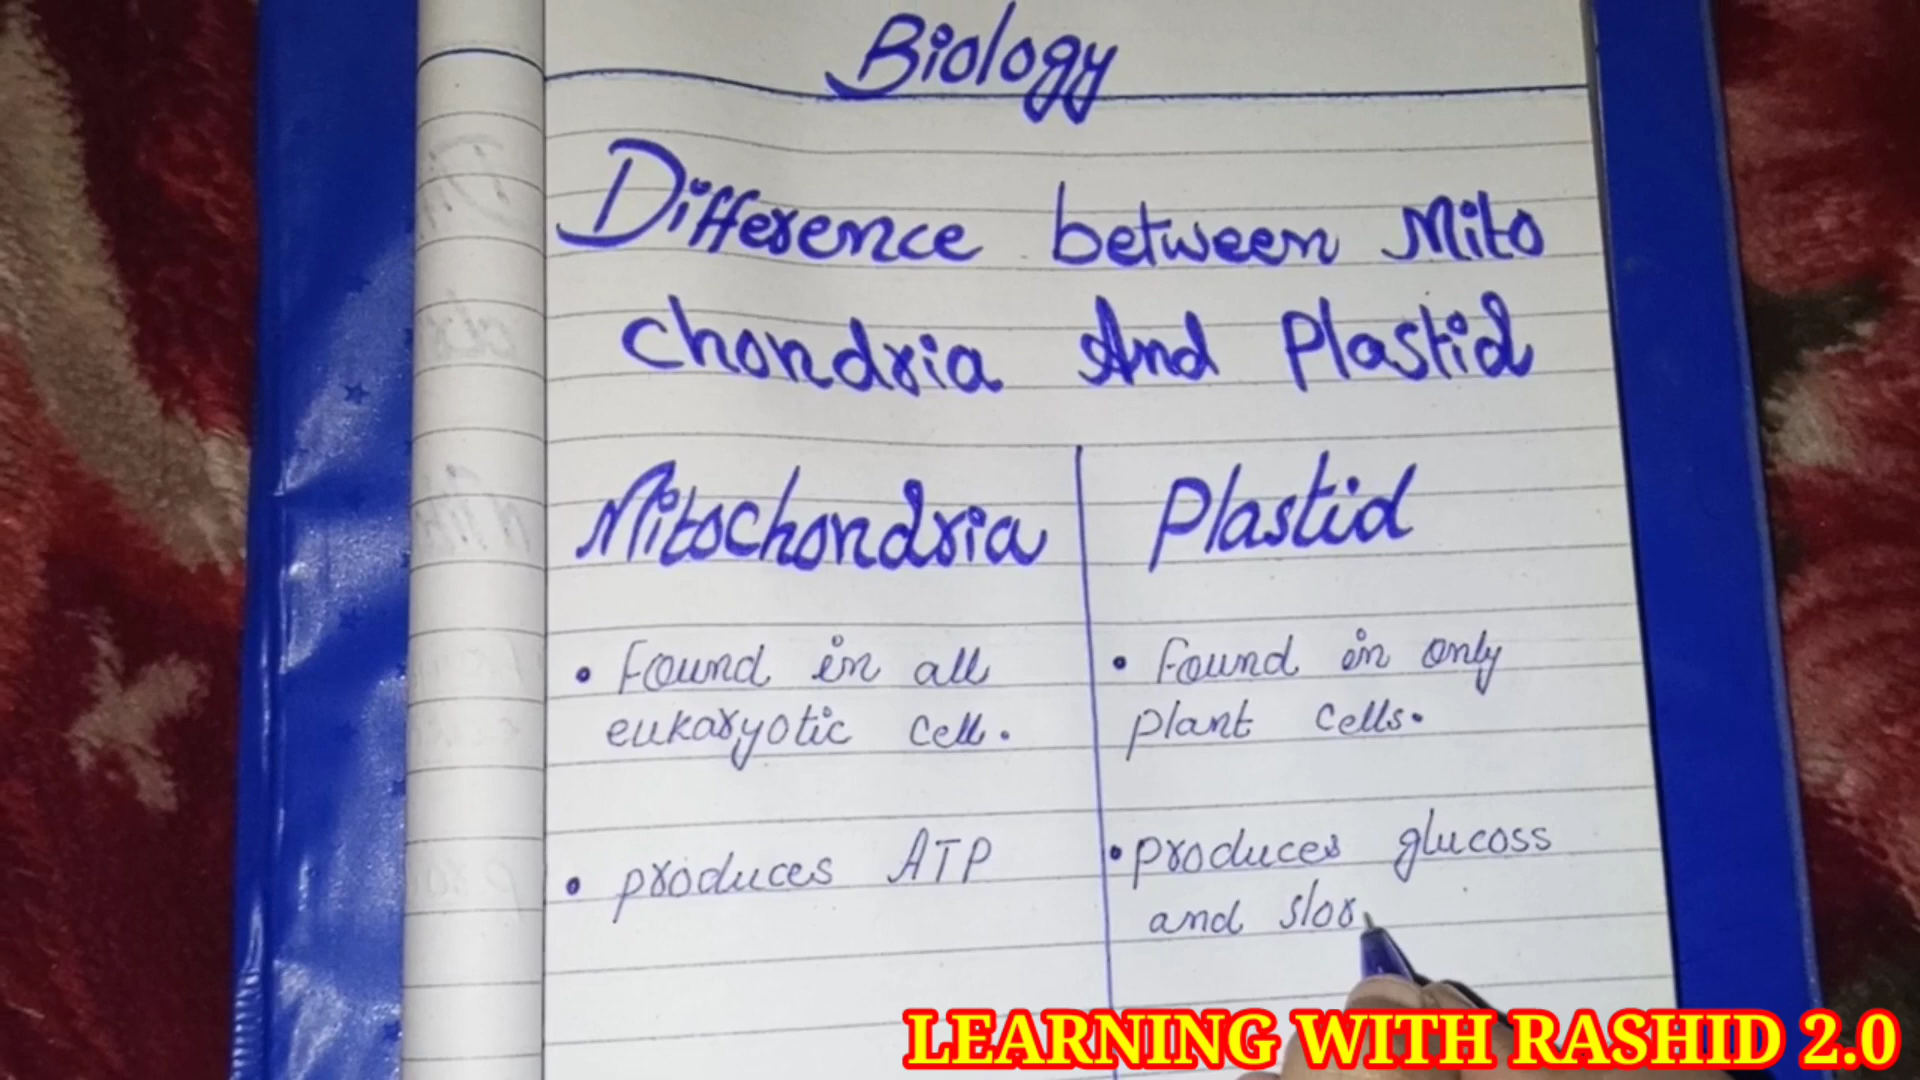 Biology
Difference between Mito
chondria And Plastid
Mitochondria
Plastid
• Found in all
eukaryotic cell.
• Found in only
plant cells.
• produces ATP
• produces glucoss
and stor
LEARNING WITH RASHID 2.0